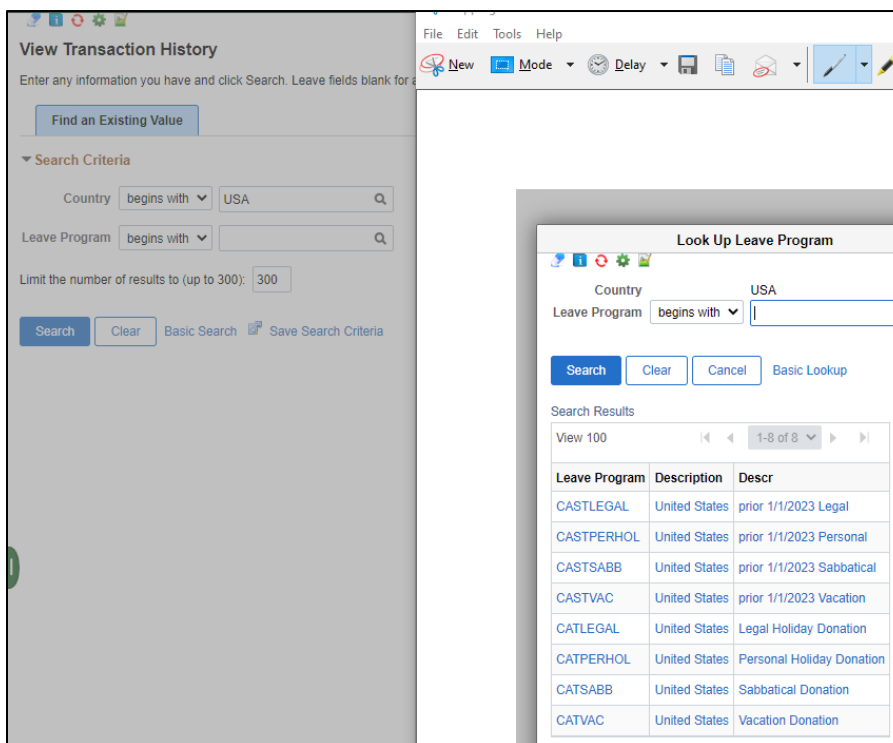 View Transaction History
Enter any information you have and click Search. Leave fields blank for
Find an Existing Value
Search Criteria
Country begins with USA
Leave Program begins with
Limit the number of results to (up to 300): 300
Search Clear Basic Search Save Search Criteria
File Edit Tools Help
New Mode Delay
Look Up Leave Program
Country USA
Leave Program begins with
Search Clear Cancel Basic Lookup
Search Results
View 100 1-8 of 8
Leave Program Description Descr
CASTLEGAL United States prior 1/1/2023 Legal
CASTPERHOL United States prior 1/1/2023 Personal
CASTSABB United States prior 1/1/2023 Sabbatical
CASTVAC United States prior 1/1/2023 Vacation
CATLEGAL United States Legal Holiday Donation
CATPERHOL United States Personal Holiday Donation
CATSABB United States Sabbatical Donation
CATVAC United States Vacation Donation